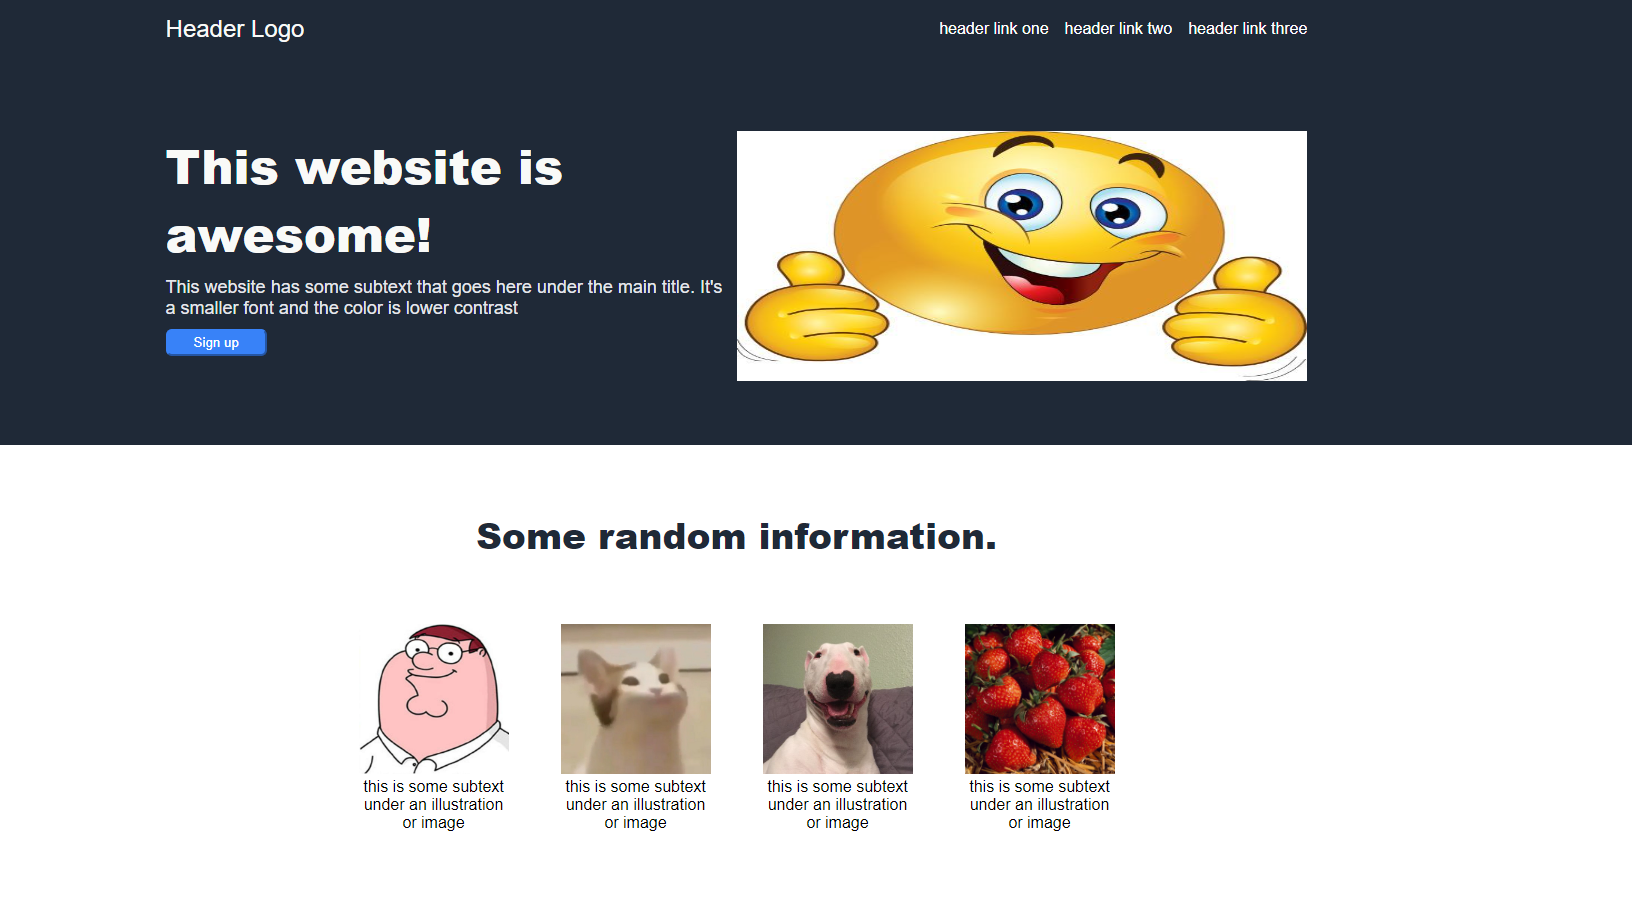 Header Logo
header link one
header link two
header link three
This website is
awesome!
This website has some subtext that goes here under the main title. It's
a smaller font and the color is lower contrast
Sign up
Some random information.
this is some subtext
under an illustration
or image
this is some subtext
under an illustration
or image
this is some subtext
under an illustration
or image
this is some subtext
under an illustration
or image